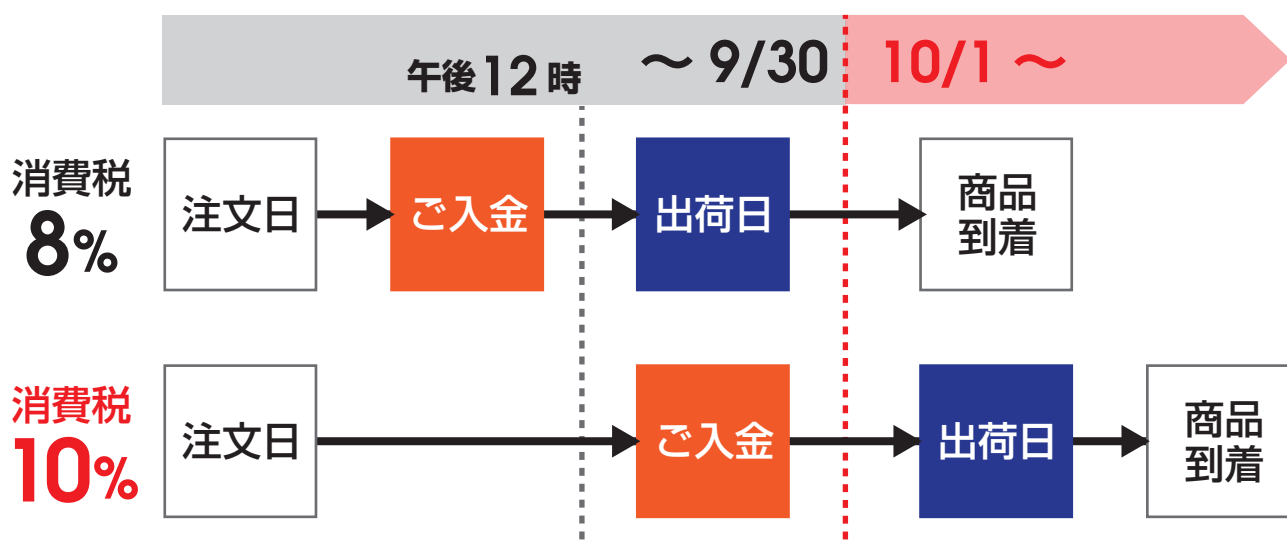 午後12時
〜 9/30
10/1 〜
消費税
8%
注文日
ご入金
出荷日
商品
到着
消費税
10%
注文日
ご入金
出荷日
商品
到着